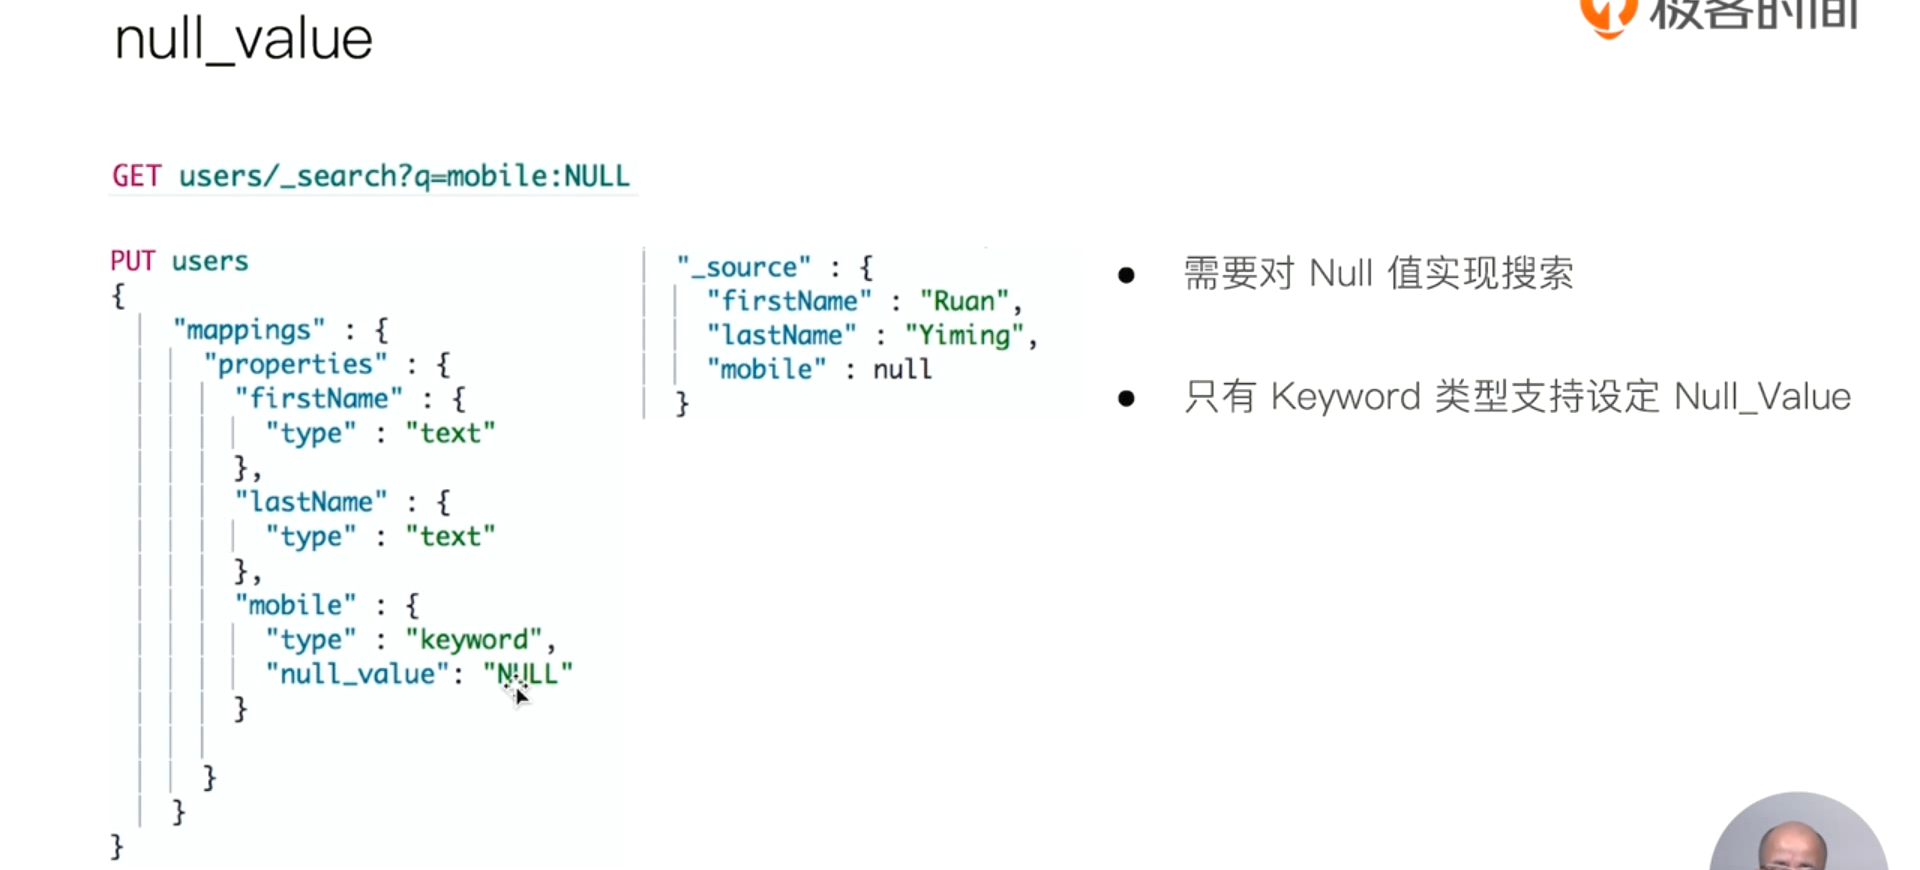 null_value
极客时间
GET users/_search?q=mobile:NULL
PUT users
{
"mappings" : {
"properties" : {
"firstName" : {
"type" : "text"
},
"lastName" : {
"type" : "text"
},
"mobile" : {
"type" : "keyword",
"null_value": "NULL"
}
}
}
}
"_source" : {
"firstName" : "Ruan",
"lastName" : "Yiming",
"mobile" : null
}
● 需要对 Null 值实现搜索
● 只有 Keyword 类型支持设定 Null_Value